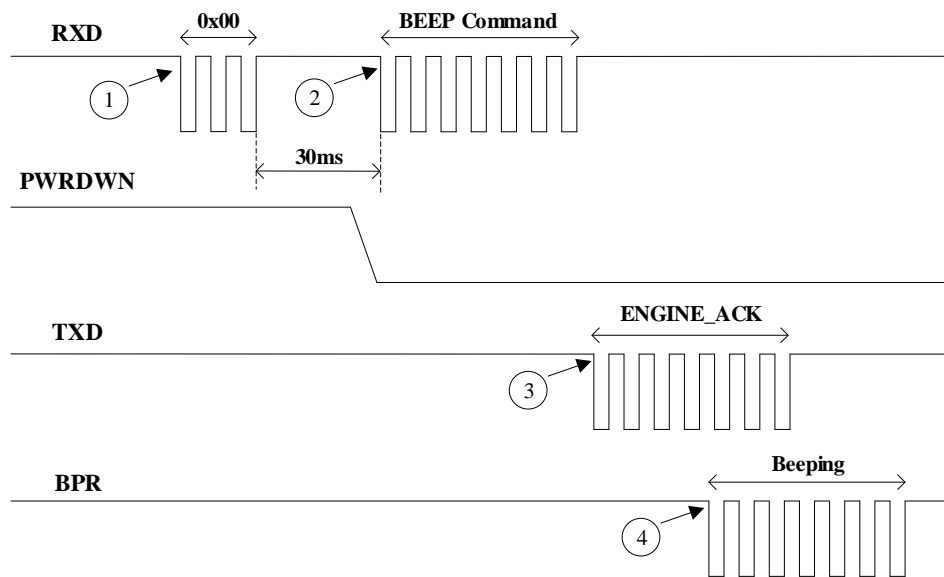 0x00
BEEP Command
RXD
1
2
30ms
PWRDWN
ENGINE_ACK
TXD
3
Beeping
BPR
4